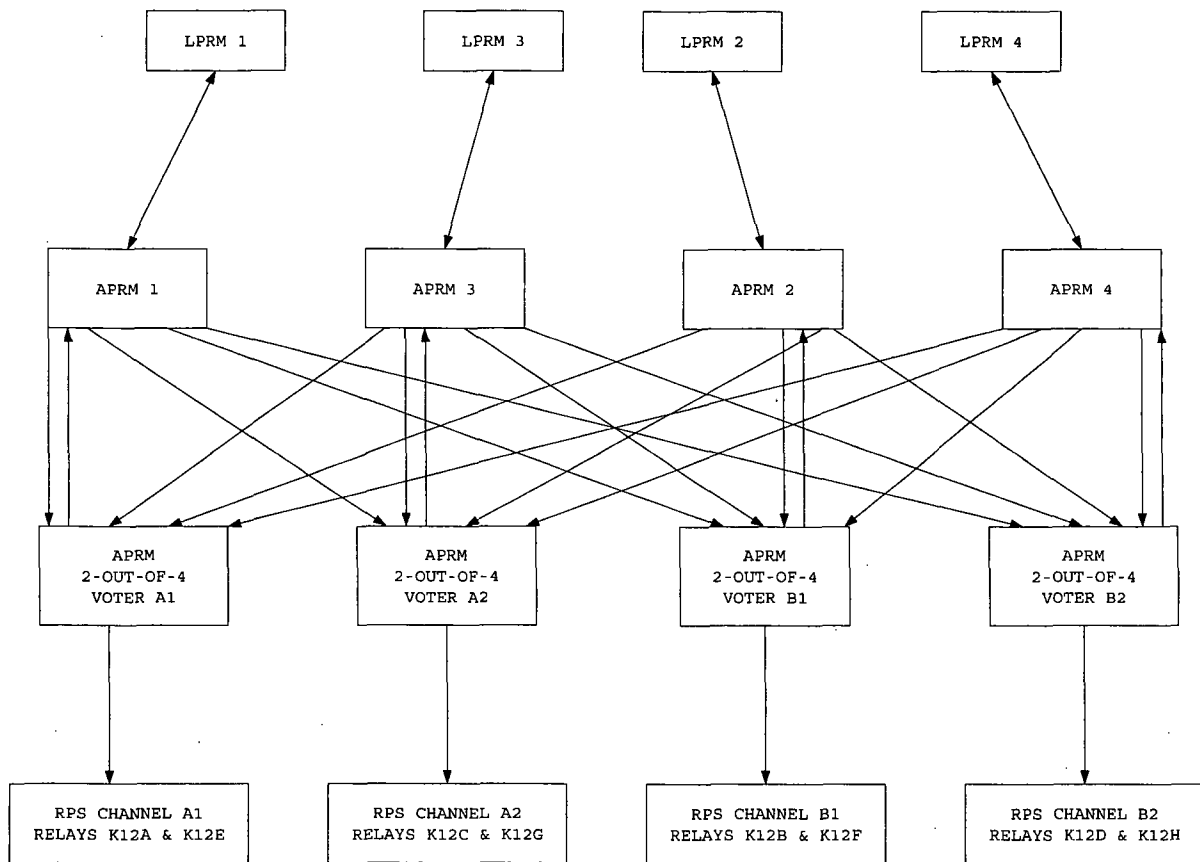 LPRM 1
LPRM 3
LPRM 2
LPRM 4
APRM 1
APRM 3
APRM 2
APRM 4
APRM
2-OUT-OF-4
VOTER A1
APRM
2-OUT-OF-4
VOTER A2
APRM
2-OUT-OF-4
VOTER B1
APRM
2-OUT-OF-4
VOTER B2
RPS CHANNEL A1
RELAYS K12A & K12E
RPS CHANNEL A2
RELAYS K12C & K12G
RPS CHANNEL B1
RELAYS K12B & K12F
RPS CHANNEL B2
RELAYS K12D & K12H